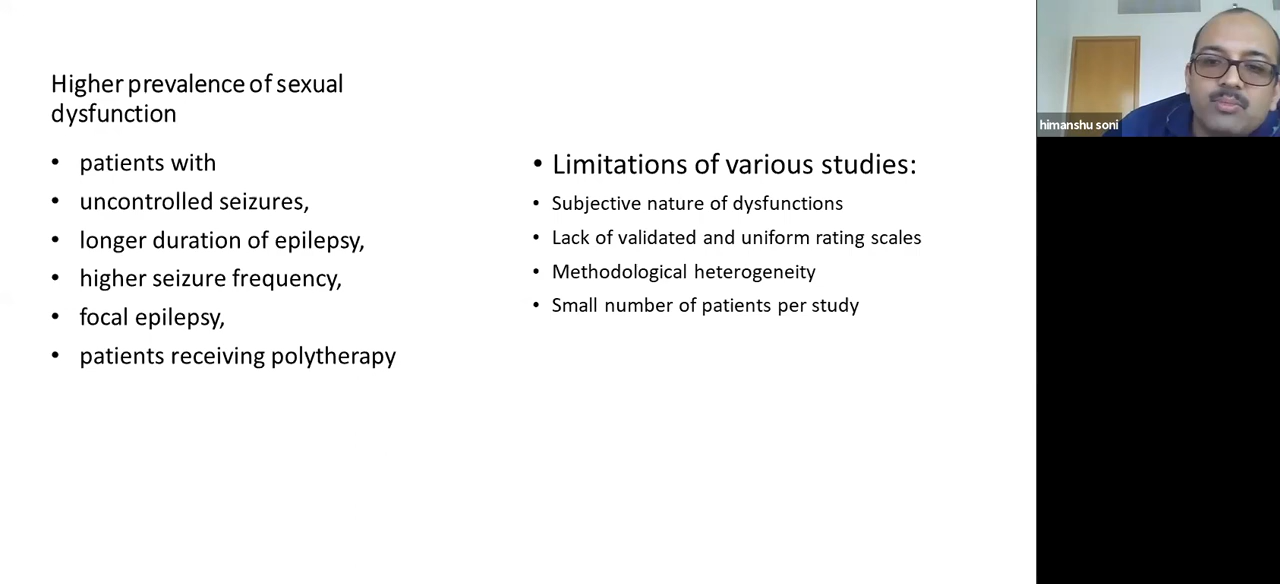 Higher prevalence of sexual
dysfunction
• patients with
• uncontrolled seizures,
• longer duration of epilepsy,
• higher seizure frequency,
• focal epilepsy,
• patients receiving polytherapy
• Limitations of various studies:
• Subjective nature of dysfunctions
• Lack of validated and uniform rating scales
• Methodological heterogeneity
• Small number of patients per study
himanshu soni